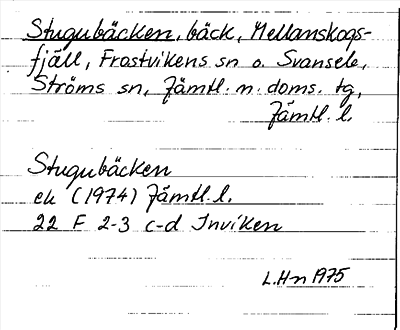 Stugubäcken, bäck, Mellanskogs-
fjäll, Frostvikens sn o. Svansele,
Ströms sn, Jämtl. n. doms. tg,
Jämtl. l.
Stugubäcken
ek (1974) Jämtl. l.
22 F 2-3 c-d Inviken
L.Hn 1975